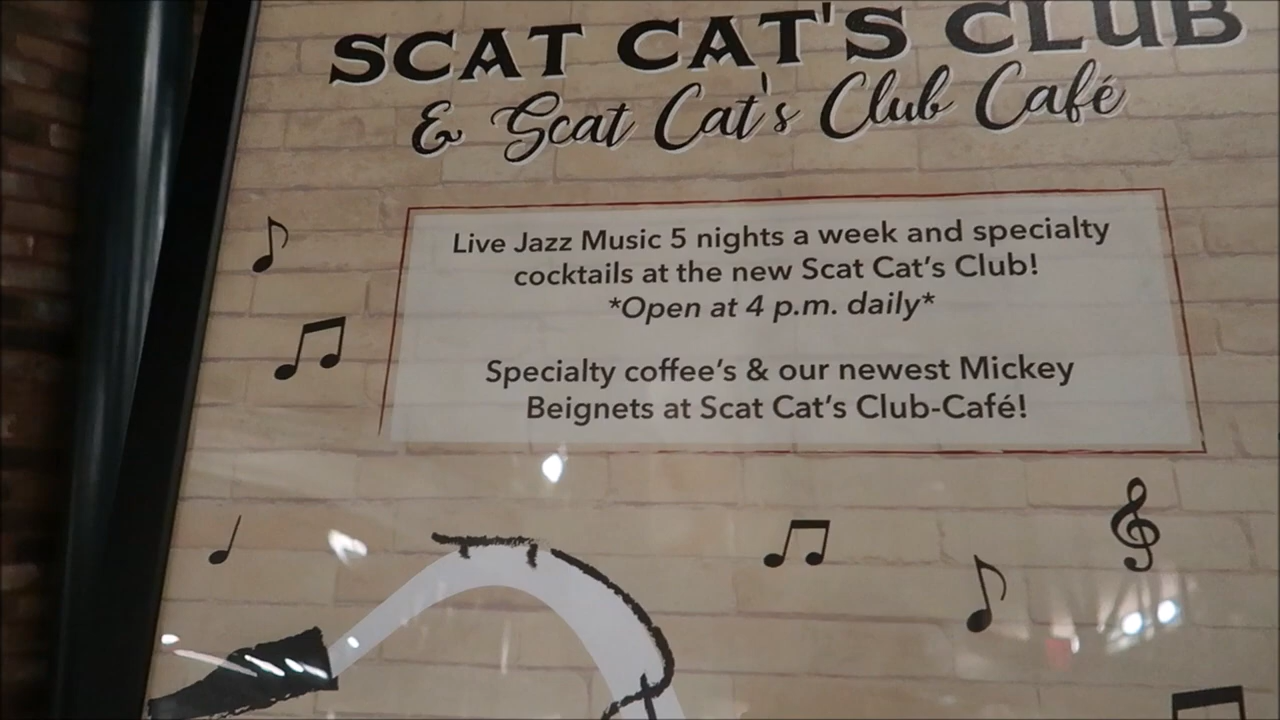 SCAT CAT'S CLUB
& Scat Cat's Club Café
Live Jazz Music 5 nights a week and specialty
cocktails at the new Scat Cat's Club!
*Open at 4 p.m. daily*
Specialty coffee's & our newest Mickey
Beignets at Scat Cat's Club-Café!